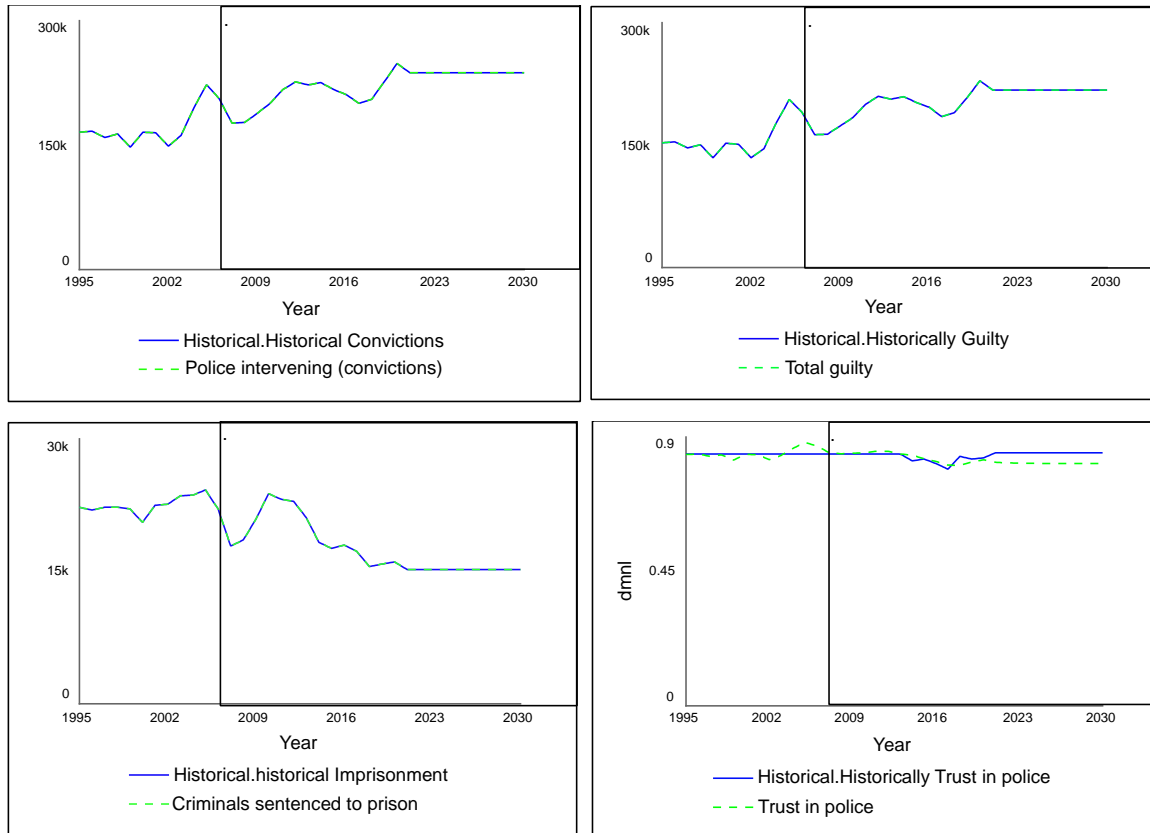 300k
150k
0
1995 2002 2009 2016 2023 2030
Year
Historical.Historical Convictions
Police intervening (convictions)
300k
150k
0
1995 2002 2009 2016 2023 2030
Year
Historical.Historically Guilty
Total guilty
30k
15k
0
1995 2002 2009 2016 2023 2030
Year
Historical.historical Imprisonment
Criminals sentenced to prison
dmnl
0.9
0.45
0
1995 2002 2009 2016 2023 2030
Year
Historical.Historically Trust in police
Trust in police